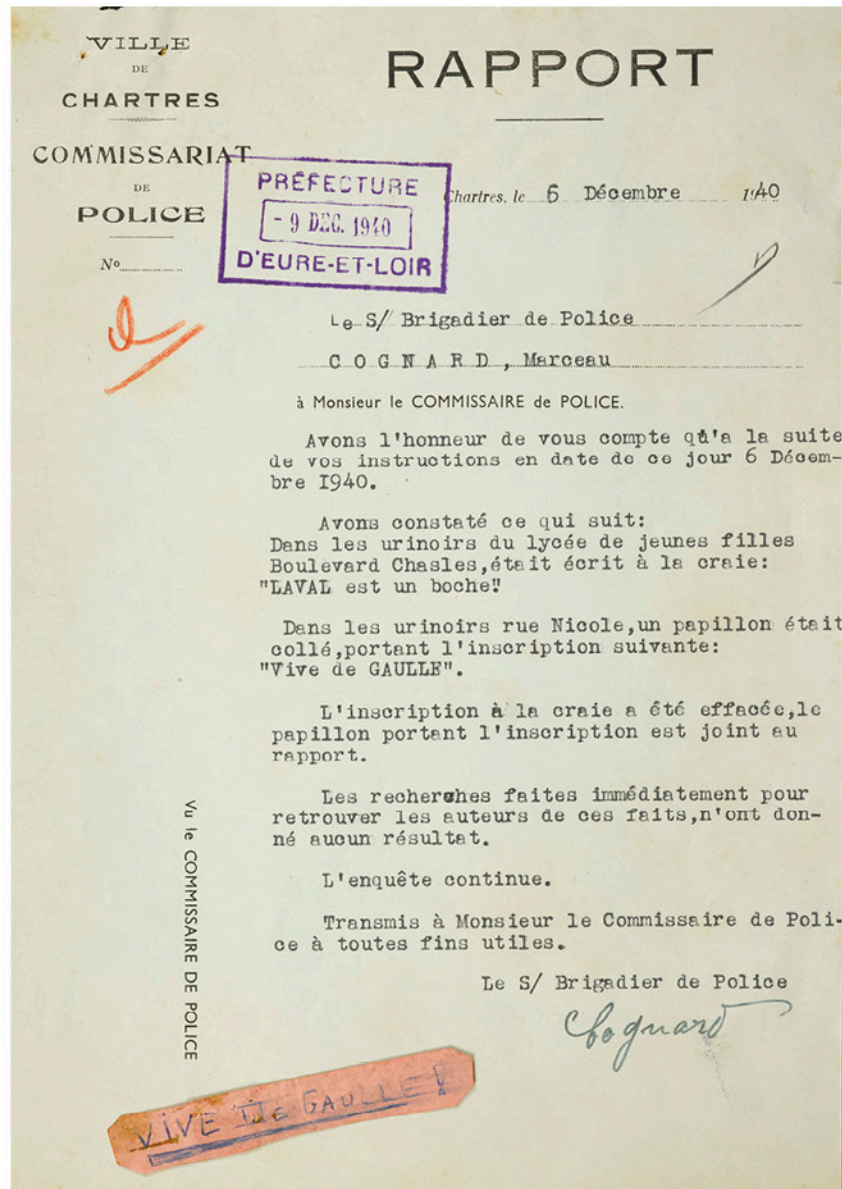 VILLE
DE
CHARTRES
COMMISSARIAT
DE
POLICE
No
RAPPORT
PRÉFECTURE
- 9 DEC. 1940
D'EURE-ET-LOIR
Chartres, le 6 Décembre 1940
Le S/ Brigadier de Police
C O G N A R D , Marceau
à Monsieur le COMMISSAIRE de POLICE.
Avons l'honneur de vous compte qu'a la suite
de vos instructions en date de ce jour 6 Décem-
bre I940.
Avons constaté ce qui suit:
Dans les urinoirs du lycée de jeunes filles
Boulevard Chasles,était écrit à la craie:
"LAVAL est un boche"
Dans les urinoirs rue Nicole,un papillon était
collé,portant l'inscription suivante:
"Vive de GAULLE".
L'inscription à la craie a été effacée,le
papillon portant l'inscription est joint au
rapport.
Les recherches faites immédiatement pour
retrouver les auteurs de ces faits,n'ont don-
né aucun résultat.
L'enquête continue.
Transmis à Monsieur le Commissaire de Poli-
ce à toutes fins utiles.
Le S/ Brigadier de Police
Cognard
Vu le COMMISSAIRE DE POLICE
VIVE De GAULLE !